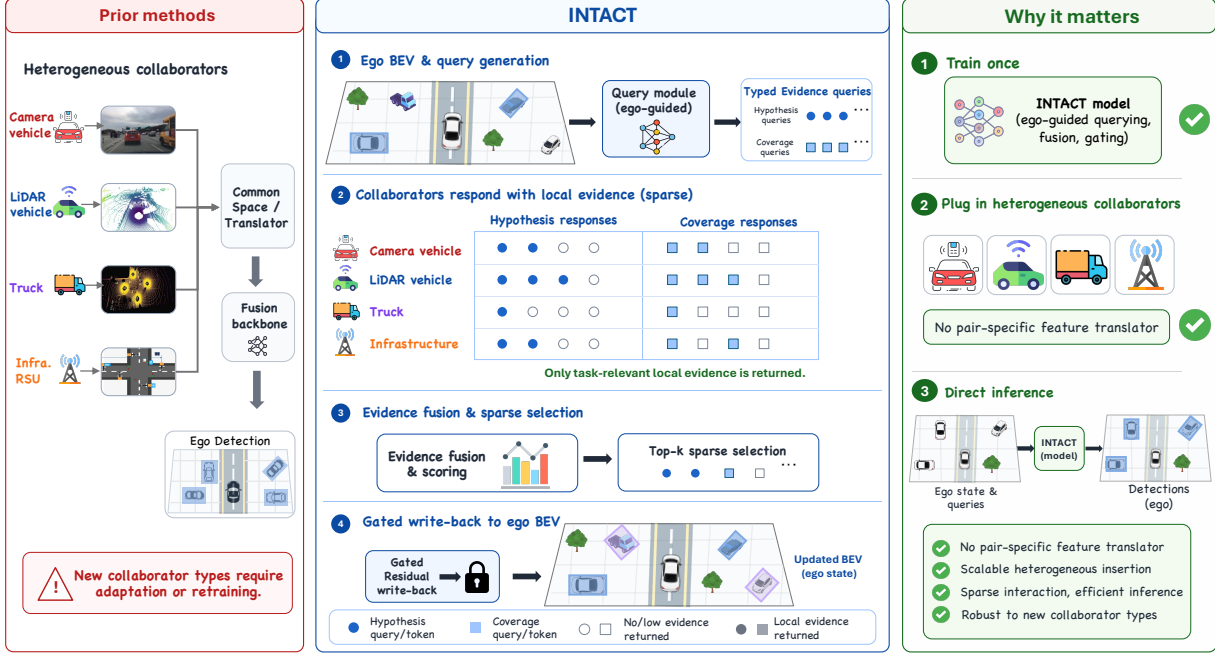 Prior methods
Heterogeneous collaborators
Camera
vehicle
LiDAR
vehicle
Truck
Infra.
RSU
Common
Space /
Translator
Fusion
backbone
Ego Detection
New collaborator types require
adaptation or retraining.
INTACT
1 Ego BEV & query generation
Query module
(ego-guided)
Typed Evidence queries
Hypothesis
queries
...
Coverage
queries
...
2 Collaborators respond with local evidence (sparse)
Hypothesis responses
Coverage responses
Camera vehicle
LiDAR vehicle
Truck
Infrastructure
Only task-relevant local evidence is returned.
3 Evidence fusion & sparse selection
Evidence fusion
& scoring
Top-k sparse selection
...
4 Gated write-back to ego BEV
Gated
Residual
write-back
Updated BEV
(ego state)
Hypothesis
query/token
Coverage
query/token
No/low evidence
returned
Local evidence
returned
Why it matters
1 Train once
INTACT model
(ego-guided querying,
fusion, gating)
2 Plug in heterogeneous collaborators
No pair-specific feature translator
3 Direct inference
INTACT
(model)
Ego state &
queries
Detections
(ego)
No pair-specific feature translator
Scalable heterogeneous insertion
Sparse interaction, efficient inference
Robust to new collaborator types